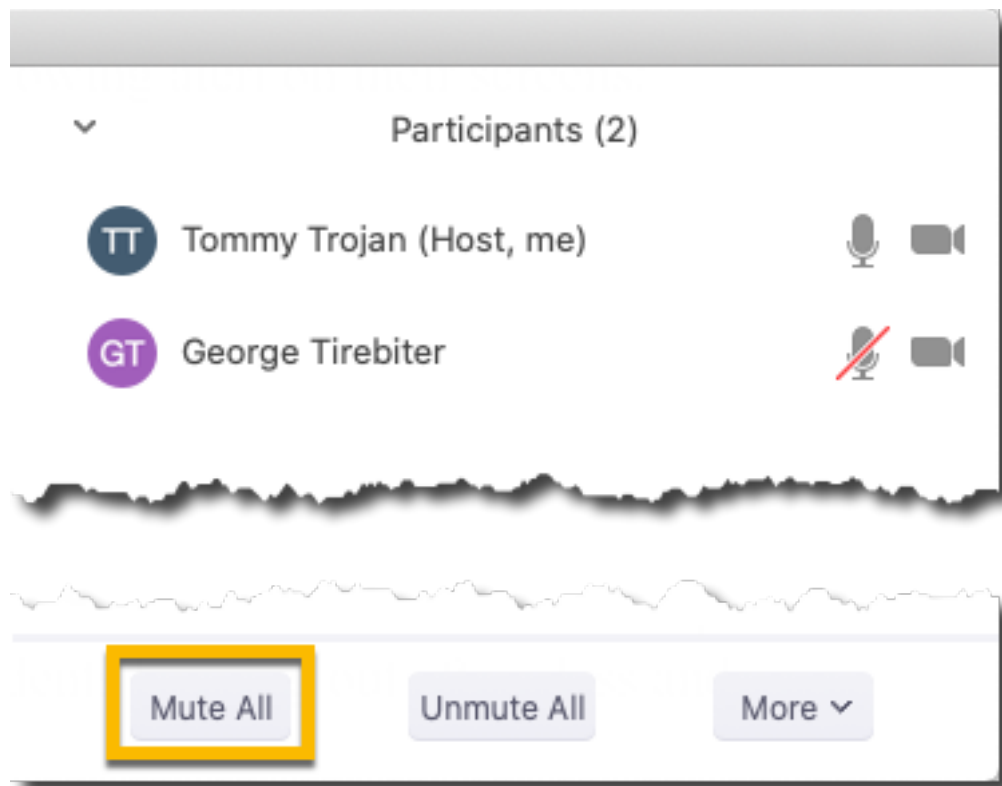 Participants (2)
TT Tommy Trojan (Host, me)
GT George Tirebiter
Mute All Unmute All More